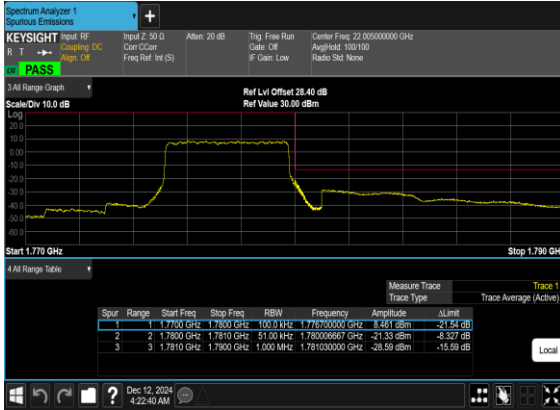 Spectrum Analyzer 1
Spurious Emissions
+
KEYSIGHT Input: RF Input Z: 50 Ω Atten: 20 dB Trig: Free Run Center Freq: 22.005000000 GHz
R T Coupling: DC Corr CCorr Gate: Off Avg|Hold: 100/100
Align: Off Freq Ref: Int (S) IF Gain: Low Radio Std: None
PASS
3 All Range Graph
Ref Lvl Offset 28.40 dB
Scale/Div 10.0 dB Ref Value 30.00 dBm
Log
20.0
10.0
0.00
-10.0
-20.0
-30.0
-40.0
-50.0
-60.0
Start 1.770 GHz Stop 1.790 GH
4 All Range Table
Measure Trace Trace 1
Trace Type Trace Average (Active)
Spur Range Start Freq Stop Freq RBW Frequency Amplitude ΔLimit
1 1 1.7700 GHz 1.7800 GHz 100.0 kHz 1.776700000 GHz 8.461 dBm -21.54 dB
2 2 1.7800 GHz 1.7810 GHz 51.00 kHz 1.780006667 GHz -21.33 dBm -8.327 dB
3 3 1.7810 GHz 1.7900 GHz 1.000 MHz 1.781030000 GHz -28.59 dBm -15.59 dB
Local
? Dec 12, 2024
4:22:40 AM